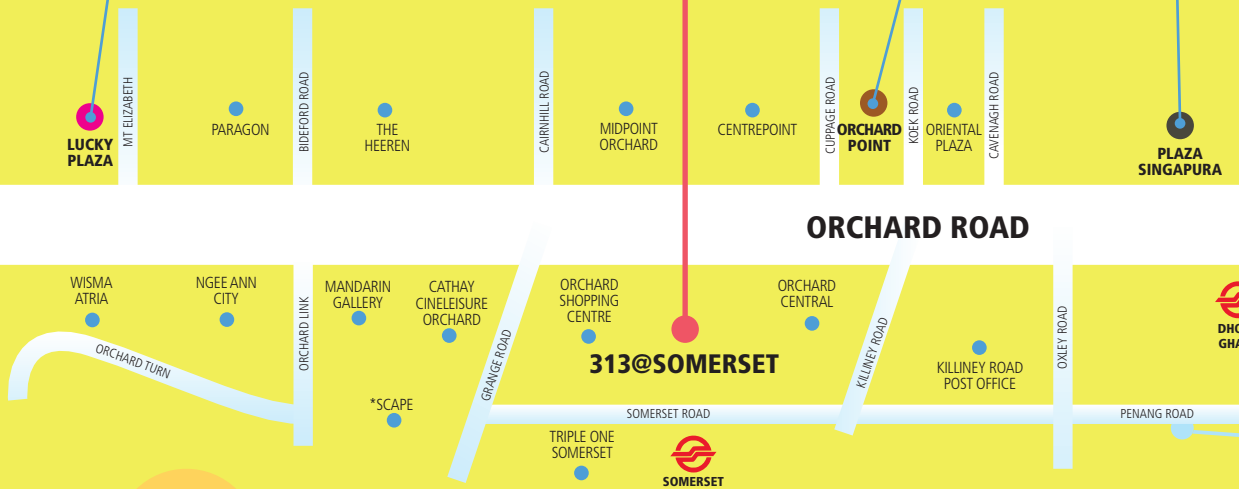 LUCKY
PLAZA
MT ELIZABETH
PARAGON
BIDEFORD ROAD
THE
HEEREN
CAIRNHILL ROAD
MIDPOINT
ORCHARD
CENTREPOINT
CUPPAGE ROAD
ORCHARD
POINT
KOEK ROAD
ORIENTAL
PLAZA
CAVENAGH ROAD
PLAZA
SINGAPURA
ORCHARD ROAD
WISMA
ATRIA
NGEE ANN
CITY
ORCHARD TURN
ORCHARD LINK
MANDARIN
GALLERY
CATHAY
CINELEISURE
ORCHARD
*SCAPE
GRANGE ROAD
ORCHARD
SHOPPING
CENTRE
313@SOMERSET
ORCHARD
CENTRAL
KILLINEY ROAD
KILLINEY ROAD
POST OFFICE
OXLEY ROAD
SOMERSET ROAD
PENANG ROAD
TRIPLE ONE
SOMERSET
SOMERSET